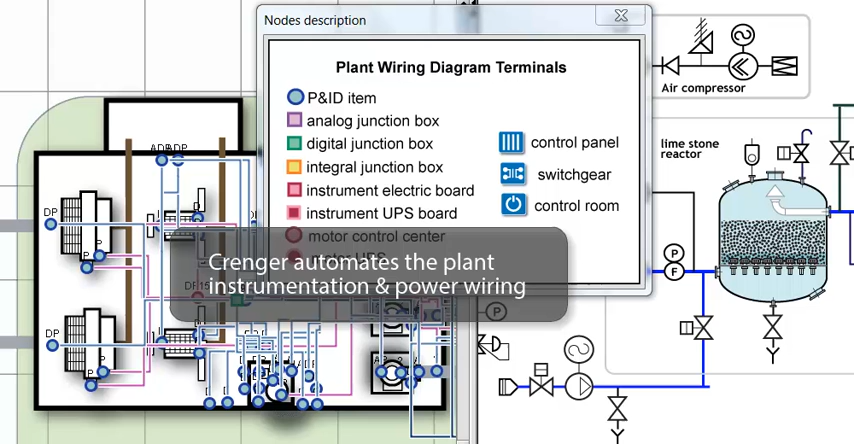 Nodes description
Plant Wiring Diagram Terminals
P&ID item
analog junction box
digital junction box
integral junction box
instrument electric board
instrument UPS board
motor control center
control panel
switchgear
control room
Crenger automates the plant
instrumentation & power wiring
Air compressor
lime stone
reactor
P
F
P
DP
DP
P
P
P
P